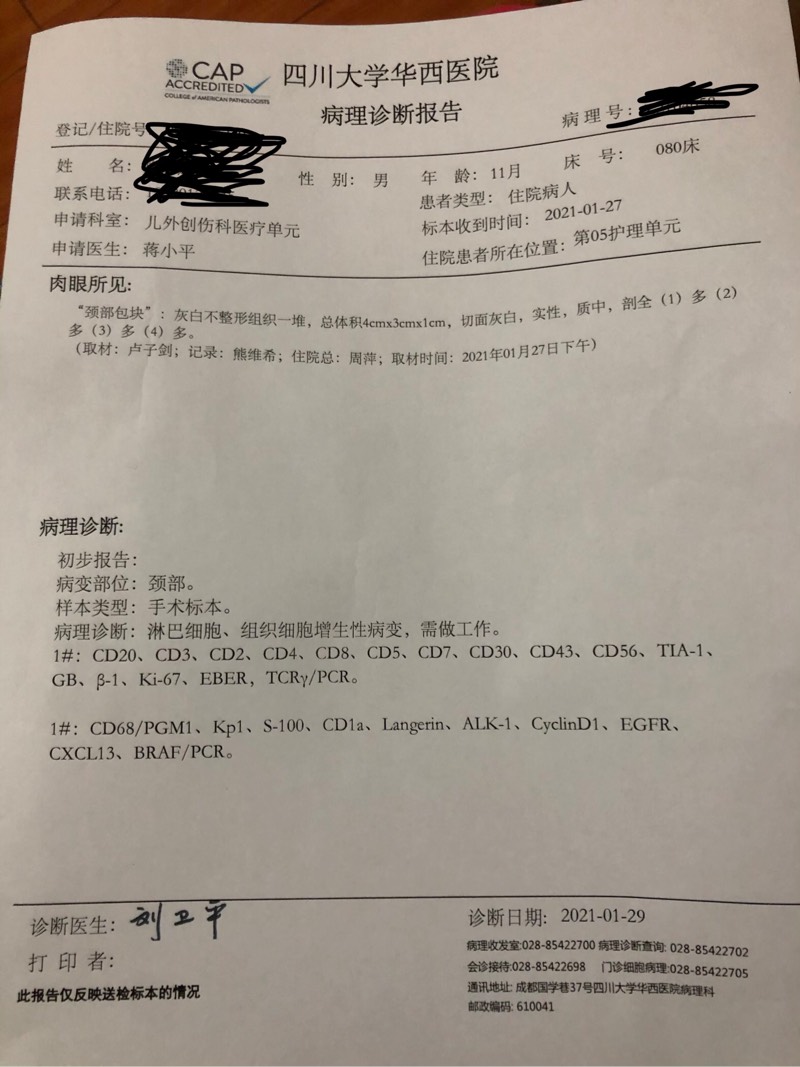 CAP
ACCREDITED
COLLEGE of AMERICAN PATHOLOGISTS
四川大学华西医院
病理诊断报告
登记/住院号
病 理 号:
姓 名:
性 别: 男
年 龄: 11月
床 号: 080床
联系电话:
患者类型: 住院病人
申请科室: 儿外创伤科医疗单元
标本收到时间: 2021-01-27
申请医生: 蒋小平
住院患者所在位置: 第05护理单元
肉眼所见:
“颈部包块”: 灰白不整形组织一堆, 总体积4cmx3cmx1cm, 切面灰白, 实性, 质中, 剖全 (1) 多 (2)
多 (3) 多 (4) 多。
(取材: 卢子剑; 记录: 熊维希; 住院总: 周萍; 取材时间: 2021年01月27日下午)
病理诊断:
初步报告:
病变部位: 颈部。
样本类型: 手术标本。
病理诊断: 淋巴细胞、组织细胞增生性病变, 需做工作。
1#: CD20、CD3、CD2、CD4、CD8、CD5、CD7、CD30、CD43、CD56、TIA-1、
GB、β-1、Ki-67、EBER, TCRγ/PCR。
1#: CD68/PGM1、Kp1、S-100、CD1a、Langerin、ALK-1、CyclinD1、EGFR、
CXCL13、BRAF/PCR。
诊断医生: 刘卫平
诊断日期: 2021-01-29
打 印 者:
病理收发室:028-85422700 病理诊断查询: 028-85422702
会诊接待:028-85422698 门诊细胞病理:028-85422705
此报告仅反映送检标本的情况
通讯地址: 成都国学巷37号四川大学华西医院病理科
邮政编码: 610041